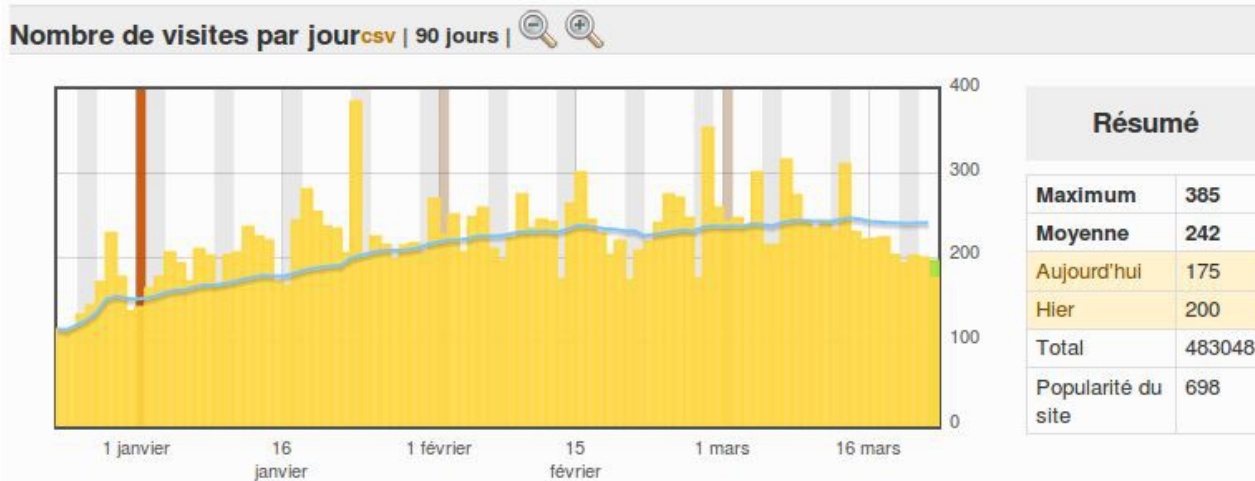 Nombre de visites par jour csv | 90 jours |
400
300
200
100
0
1 janvier
16
janvier
1 février
15
février
1 mars
16 mars
Résumé
Maximum 385
Moyenne 242
Aujourd'hui 175
Hier 200
Total 483048
Popularité du
site 698